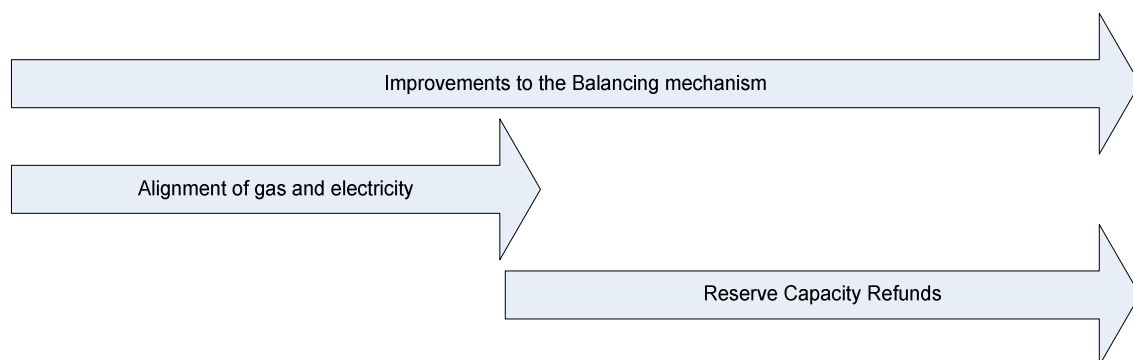 Improvements to the Balancing mechanism
Alignment of gas and electricity
Reserve Capacity Refunds